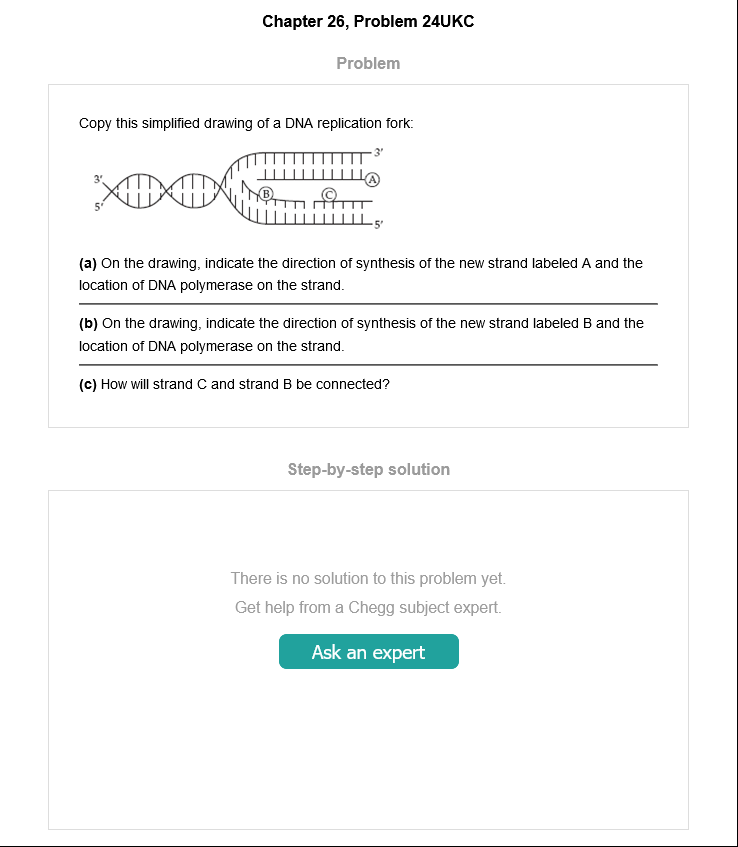 Chapter 26, Problem 24UKC
Problem
Copy this simplified drawing of a DNA replication fork:
3'
3'
A
B
C
5'
5'
(a) On the drawing, indicate the direction of synthesis of the new strand labeled A and the
location of DNA polymerase on the strand.
(b) On the drawing, indicate the direction of synthesis of the new strand labeled B and the
location of DNA polymerase on the strand.
(c) How will strand C and strand B be connected?
Step-by-step solution
There is no solution to this problem yet.
Get help from a Chegg subject expert.
Ask an expert